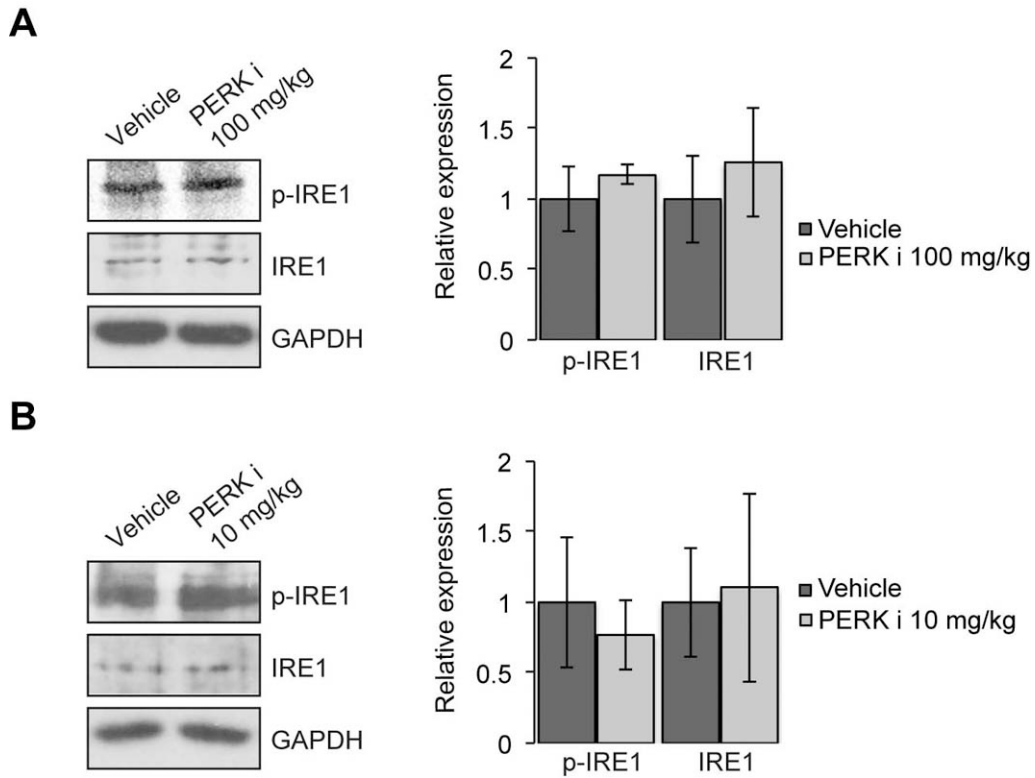 A
Vehicle
PERK i
100 mg/kg
p-IRE1
IRE1
GAPDH
Relative expression
2
1.5
1
0.5
0
p-IRE1
IRE1
Vehicle
PERK i 100 mg/kg
B
Vehicle
PERK i
10 mg/kg
p-IRE1
IRE1
GAPDH
Relative expression
2
1.5
1
0.5
0
p-IRE1
IRE1
Vehicle
PERK i 10 mg/kg